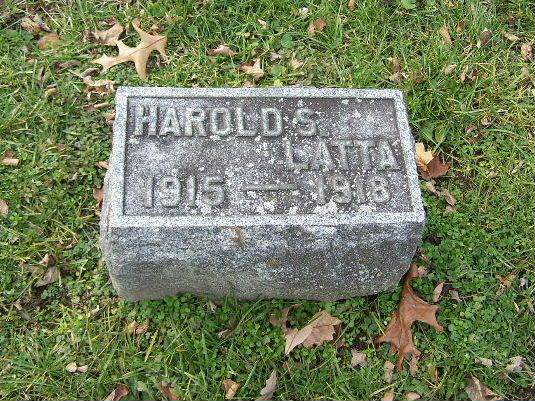 HAROLD S.
LATTA
1915 — 1918